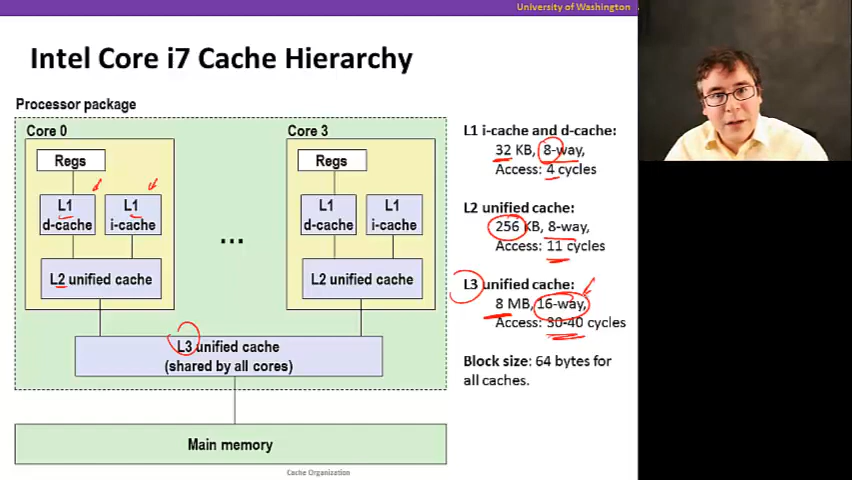 University of Washington
Intel Core i7 Cache Hierarchy
Processor package
Core 0
Core 3
Regs
Regs
L1
d-cache
L1
i-cache
L1
d-cache
L1
i-cache
...
L2 unified cache
L2 unified cache
L3 unified cache
(shared by all cores)
Main memory
L1 i-cache and d-cache:
32 KB, 8-way,
Access: 4 cycles
L2 unified cache:
256 KB, 8-way,
Access: 11 cycles
L3 unified cache:
8 MB, 16-way,
Access: 30-40 cycles
Block size: 64 bytes for
all caches.
Cache Organization